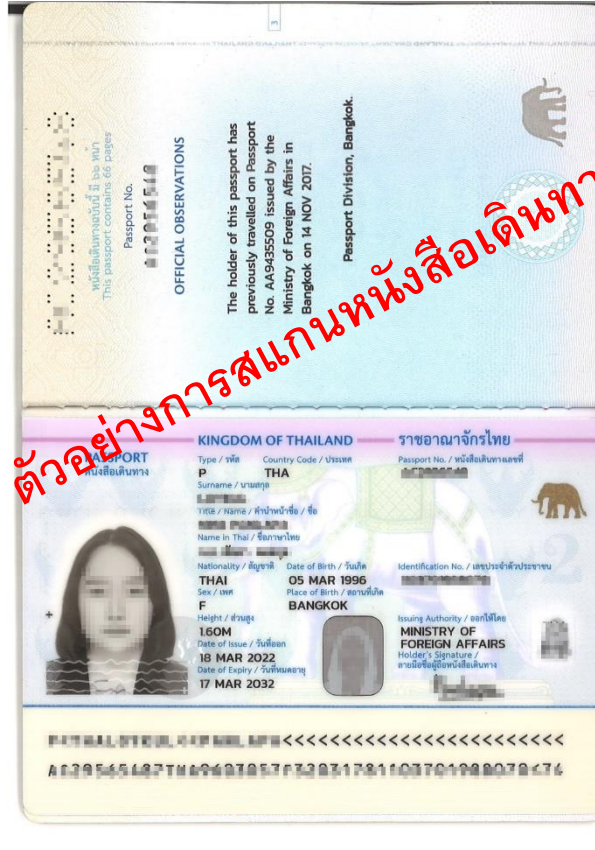 3
หนังสือเดินทางฉบับนี้ มี ๖๖ หน้า
This passport contains 66 pages
Passport No.
OFFICIAL OBSERVATIONS
The holder of this passport has
previously travelled on Passport
No. AA9435509 issued by the
Ministry of Foreign Affairs in
Bangkok on 14 NOV 2017.
Passport Division, Bangkok.
ตัวอย่างการสแกนหนังสือเดินทา
KINGDOM OF THAILAND
ราชอาณาจักรไทย
PASSPORT
หนังสือเดินทาง
Type / รหัส
Country Code / ประเทศ
Passport No. / หนังสือเดินทางเลขที่
P
THA
Surname / นามสกุล
Title / Name / คำนำหน้าชื่อ / ชื่อ
Name in Thai / ชื่อภาษาไทย
Nationality / สัญชาติ
Date of Birth / วันเกิด
Identification No. / เลขประจำตัวประชาชน
THAI
05 MAR 1996
Sex / เพศ
Place of Birth / สถานที่เกิด
F
BANGKOK
Height / ส่วนสูง
Issuing Authority / ออกให้โดย
1.60M
MINISTRY OF
FOREIGN AFFAIRS
Date of Issue / วันที่ออก
18 MAR 2022
Holder's Signature /
ลายมือชื่อผู้ถือหนังสือเดินทาง
Date of Expiry / วันที่หมดอายุ
17 MAR 2032
<<<<<<<<<<<<<<<<<<<<<<<<